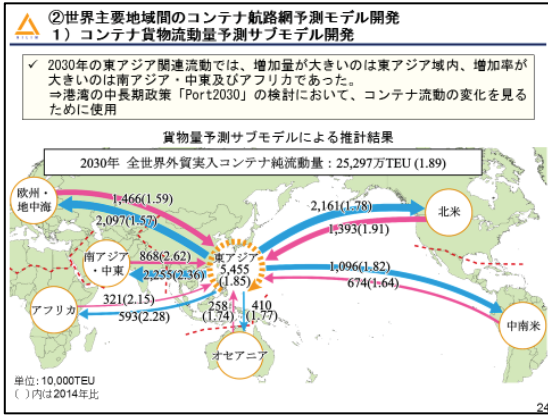 ②世界主要地域間のコンテナ航路網予測モデル開発
1）コンテナ貨物流動量予測サブモデル開発
✓ 2030年の東アジア関連流動では、増加量が大きいのは東アジア域内、増加率が
大きいのは南アジア・中東及びアフリカであった。
⇒港湾の中長期政策「Port2030」の検討において、コンテナ流動の変化を見る
ために使用
貨物量予測サブモデルによる推計結果
2030年 全世界外貿実入コンテナ純流動量：25,297万TEU (1.89)
欧州・
地中海
1,466(1.59)
2,097(1.57)
2,161(1.78)
1,393(1.91)
北米
南アジア
・中東
868(2.62)
2,255(2.36)
東アジア
5,455
(1.85)
1,096(1.82)
674(1.64)
アフリカ
321(2.15)
593(2.28)
258
(1.74)
410
(1.77)
オセアニア
中南米
単位：10,000TEU
（ ）内は2014年比
24